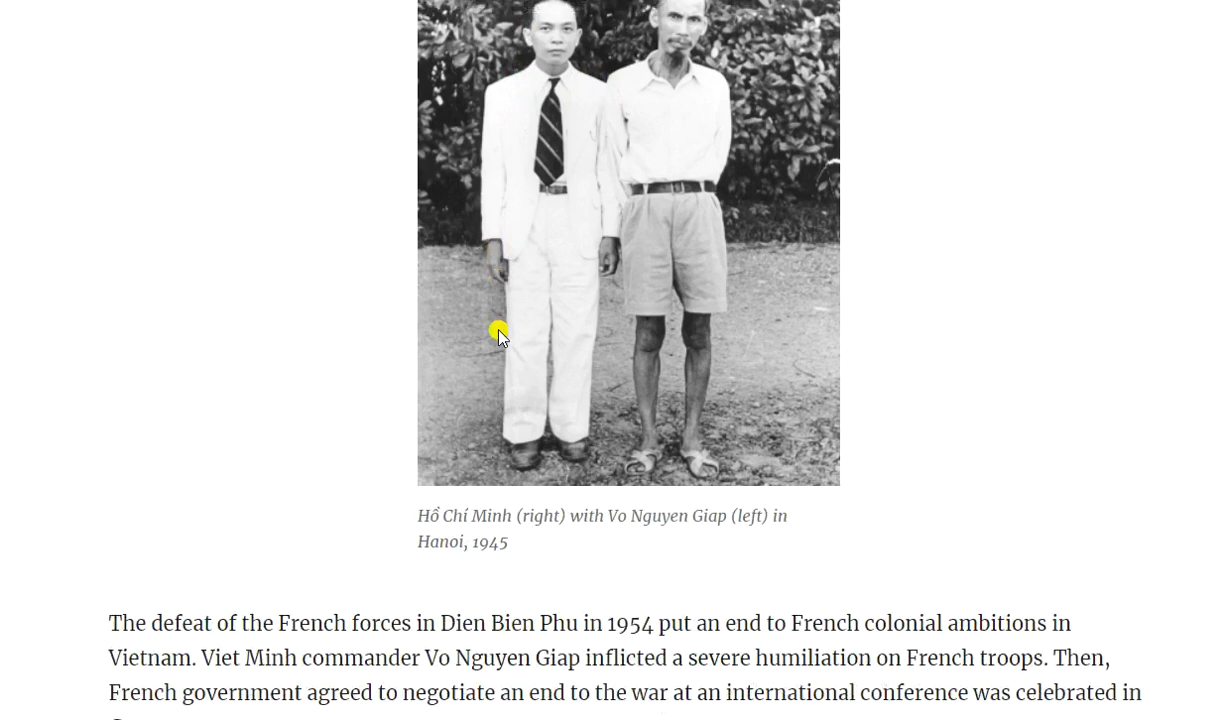 Hồ Chí Minh (right) with Vo Nguyen Giap (left) in
Hanoi, 1945
The defeat of the French forces in Dien Bien Phu in 1954 put an end to French colonial ambitions in
Vietnam. Viet Minh commander Vo Nguyen Giap inflicted a severe humiliation on French troops. Then,
French government agreed to negotiate an end to the war at an international conference was celebrated in